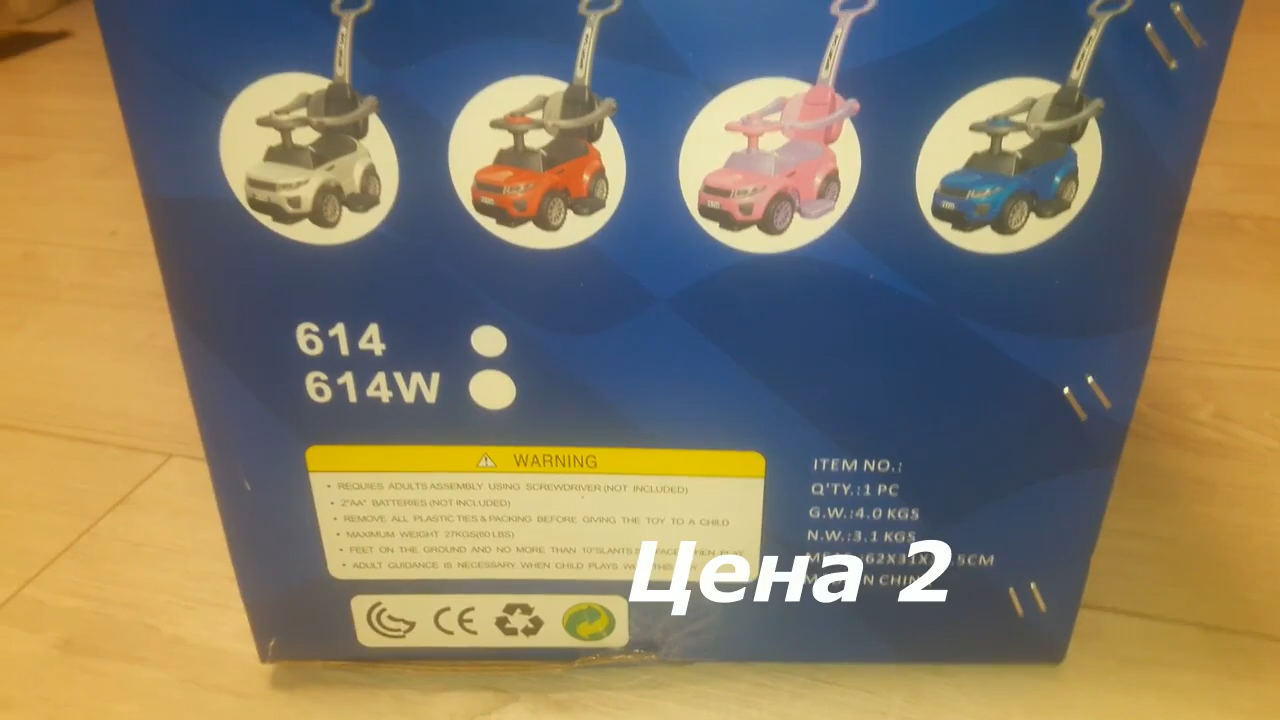 614
614W
WARNING
• REQUIES ADULTS ASSEMBLY USING SCREWDRIVER (NOT INCLUDED)
• 2"AA" BATTERIES (NOT INCLUDED)
• REMOVE ALL PLASTIC TIES & PACKING BEFORE GIVING THE TOY TO A CHILD
• MAXIMUM WEIGHT 27KGS(60 LBS)
• FEET ON THE GROUND AND NO MORE THAN 10°SLANTS
• ADULT GUIDANCE IS NECESSARY WHEN CHILD PLAYS
ITEM NO.:
Q'TY.:1 PC
G.W.:4.0 KGS
N.W.:3.1 KGS
CE
Цена 2